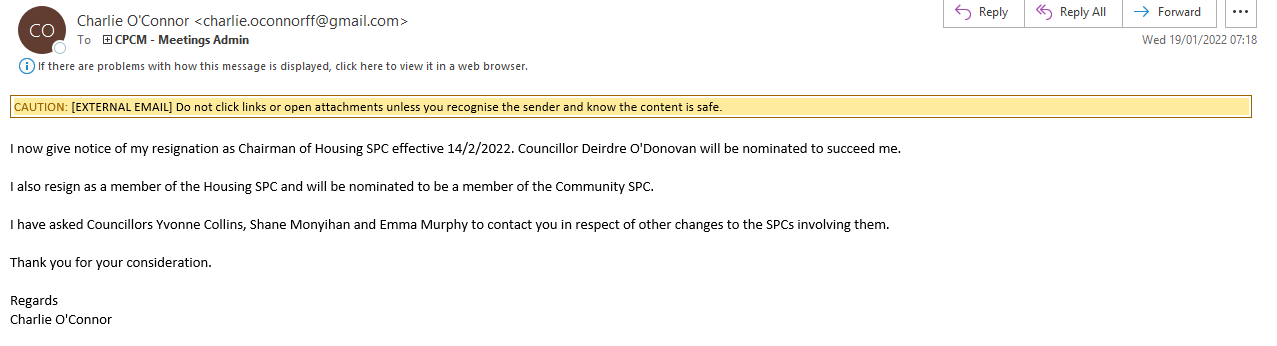 CO
Charlie O'Connor <charlie.oconnorff@gmail.com>
To CPCM - Meetings Admin
Reply
Reply All
Forward
...
Wed 19/01/2022 07:18
If there are problems with how this message is displayed, click here to view it in a web browser.
CAUTION: [EXTERNAL EMAIL] Do not click links or open attachments unless you recognise the sender and know the content is safe.
I now give notice of my resignation as Chairman of Housing SPC effective 14/2/2022. Councillor Deirdre O'Donovan will be nominated to succeed me.
I also resign as a member of the Housing SPC and will be nominated to be a member of the Community SPC.
I have asked Councillors Yvonne Collins, Shane Monyihan and Emma Murphy to contact you in respect of other changes to the SPCs involving them.
Thank you for your consideration.
Regards
Charlie O'Connor